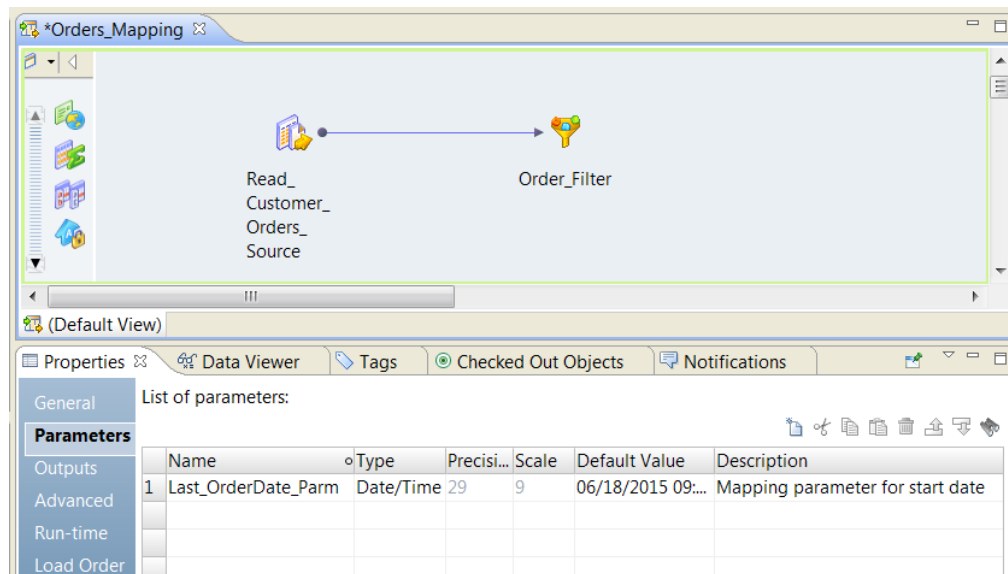 *Orders_Mapping
Read_
Customer_
Orders_
Source
Order_Filter
(Default View)
Properties Data Viewer Tags Checked Out Objects Notifications
General
List of parameters:
Parameters
Outputs
Advanced
Run-time
Load Order
Name Type Precisi... Scale Default Value Description
1 Last_OrderDate_Parm Date/Time 29 9 06/18/2015 09:... Mapping parameter for start date